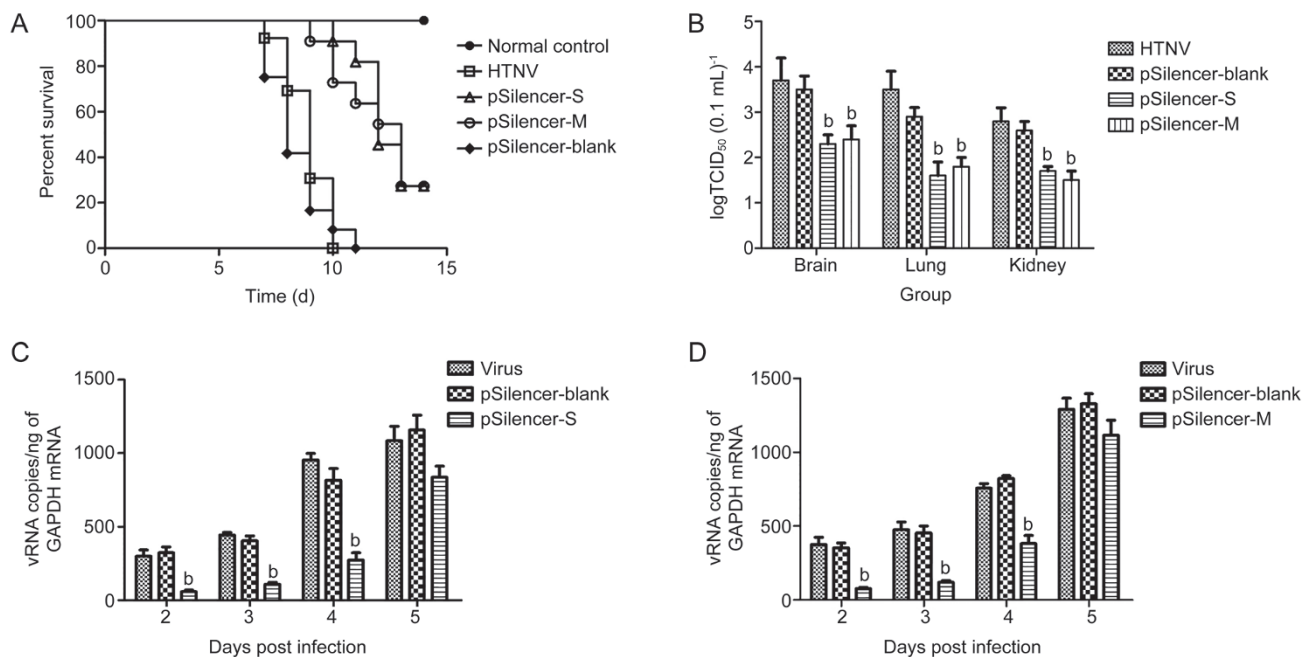 A
Percent survival
100
80
60
40
20
0
0
5
10
15
Time (d)
Normal control
HTNV
pSilencer-S
pSilencer-M
pSilencer-blank
B
logTCID50 (0.1 mL)-1
5
4
3
2
1
0
b
b
b
b
b
b
Brain
Lung
Kidney
Group
HTNV
pSilencer-blank
pSilencer-S
pSilencer-M
C
vRNA copies/ng of
GAPDH mRNA
1500
1000
500
0
b
b
b
2
3
4
5
Days post infection
Virus
pSilencer-blank
pSilencer-S
D
vRNA copies/ng of
GAPDH mRNA
1500
1000
500
0
b
b
b
2
3
4
5
Days post infection
Virus
pSilencer-blank
pSilencer-M